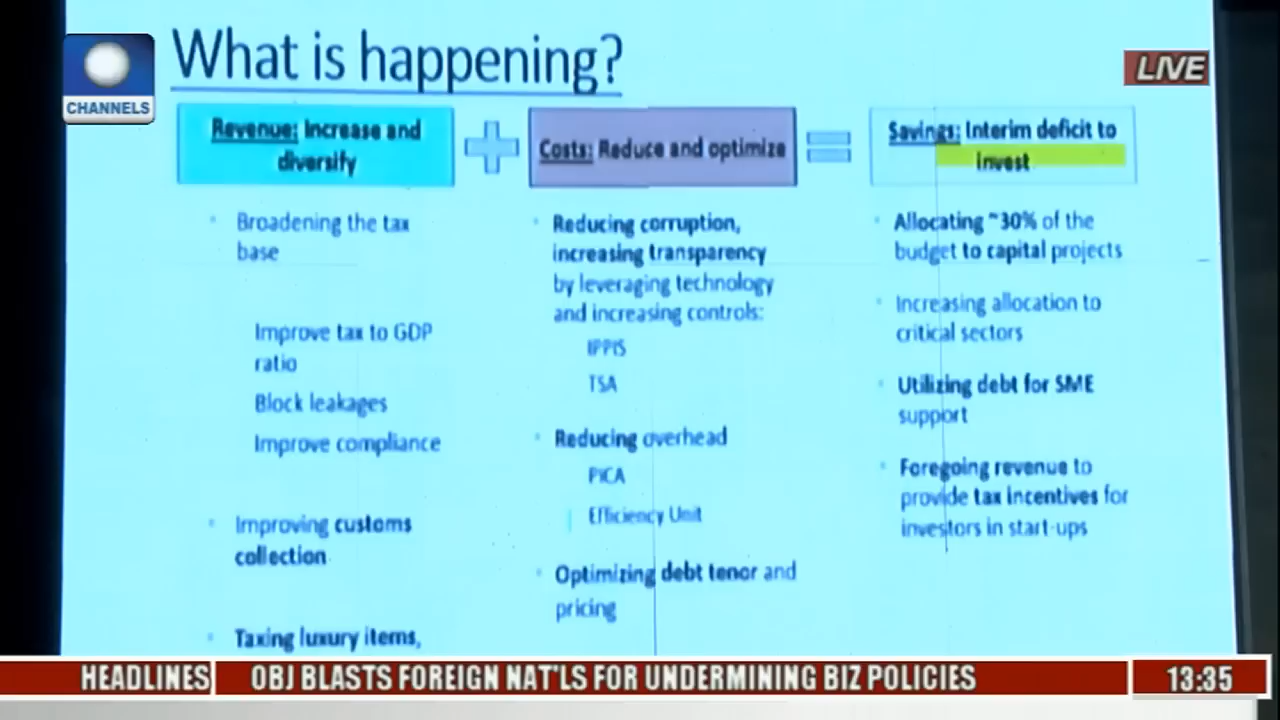 CHANNELS
LIVE
What is happening?
Revenue: Increase and
diversify
Costs: Reduce and optimize
Savings: Interim deficit to
invest
Broadening the tax
base
Improve tax to GDP
ratio
Block leakages
Improve compliance
Improving customs
collection
Taxing luxury items,
Reducing corruption,
increasing transparency
by leveraging technology
and increasing controls:
IPPIS
TSA
Reducing overhead
PICA
Efficiency Unit
Optimizing debt tenor and
pricing
Allocating ~30% of the
budget to capital projects
Increasing allocation to
critical sectors
Utilizing debt for SME
support
Foregoing revenue to
provide tax incentives for
investors in start-ups
HEADLINES
OBJ BLASTS FOREIGN NAT'LS FOR UNDERMINING BIZ POLICIES
13:35